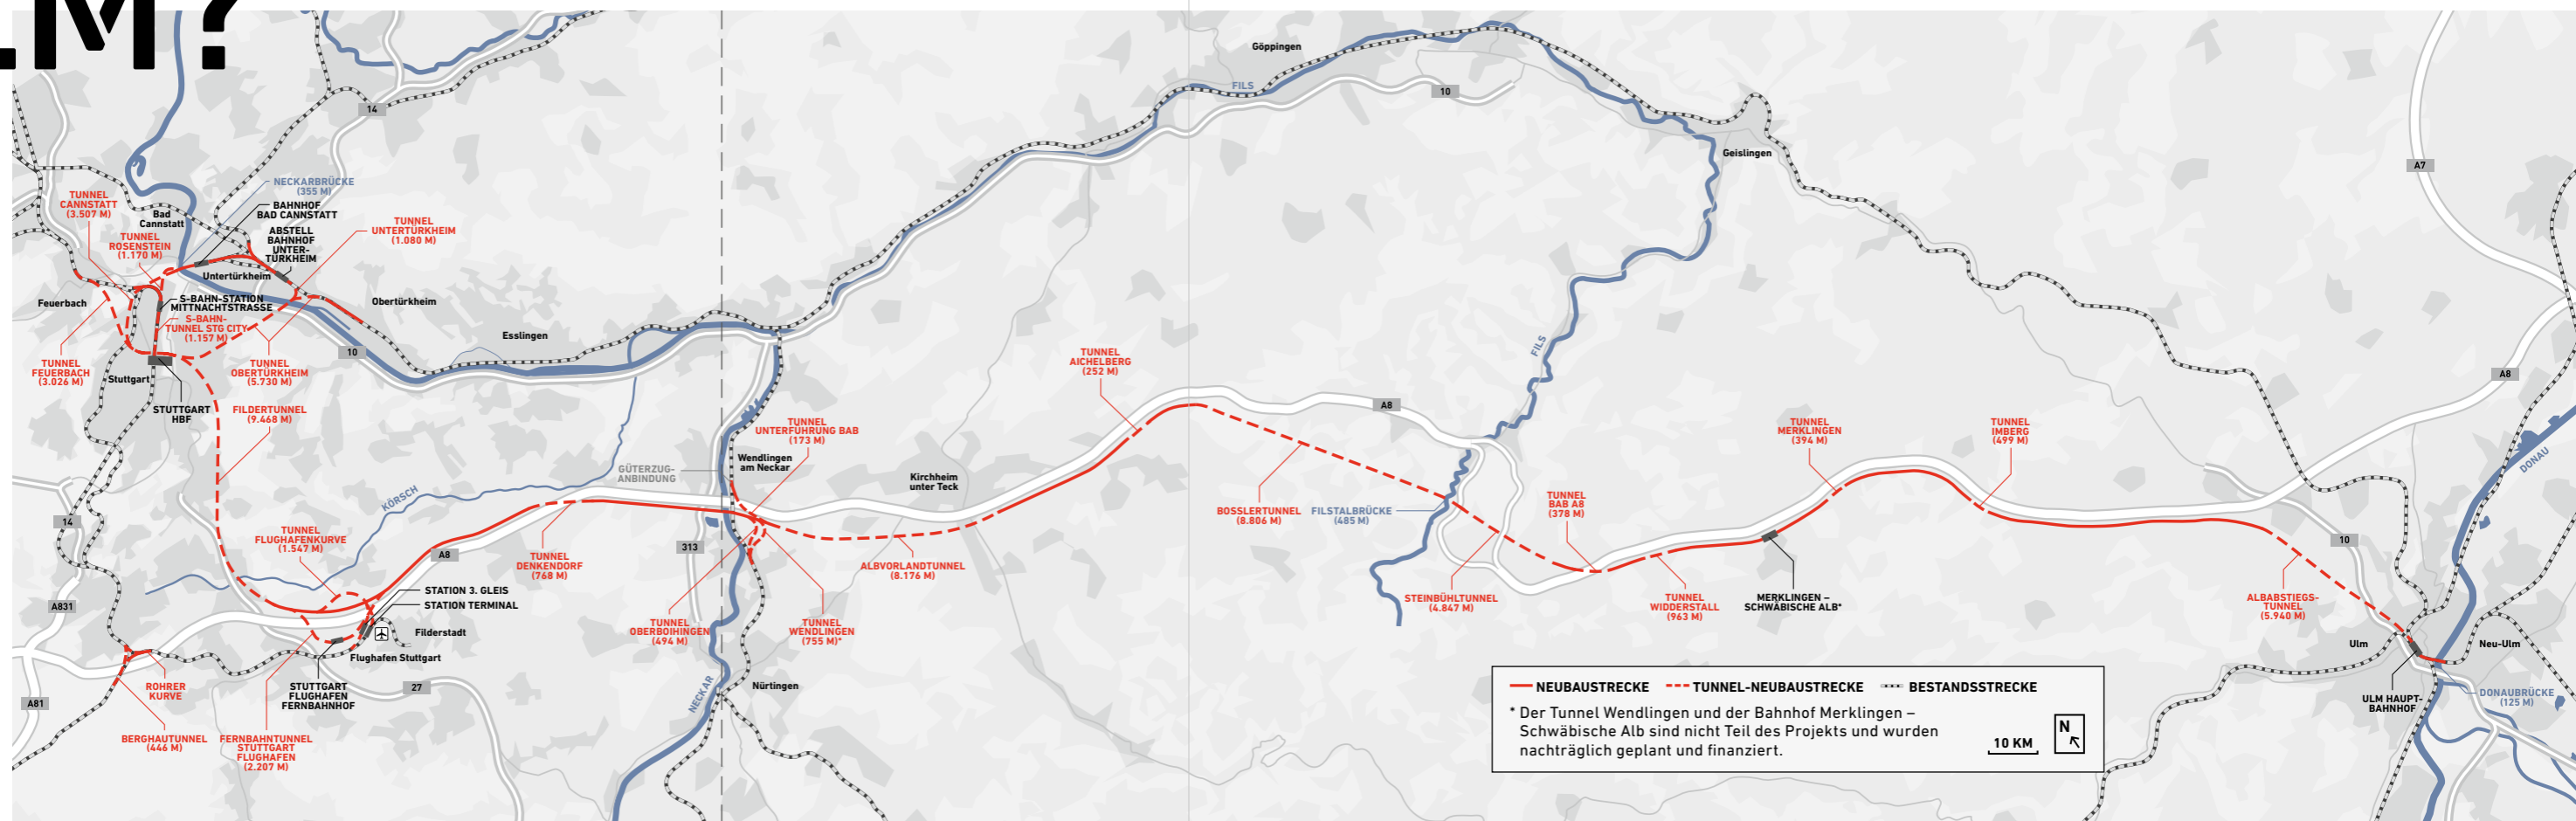 LM?
14
10
A7
A8
A8
A8
10
10
14
A831
A81
27
313
FILS
FILS
KÖRSCH
NECKAR
DONAU
Göppingen
Geislingen
NECKARBRÜCKE
(355 M)
BAHNHOF
BAD CANNSTATT
ABSTELL
BAHNHOF
UNTER-
TÜRKHEIM
TUNNEL
CANNSTATT
(3.507 M)
Bad
Cannstatt
TUNNEL
ROSENSTEIN
(1.170 M)
TUNNEL
UNTERTÜRKHEIM
(1.080 M)
Untertürkheim
Feuerbach
S-BAHN-STATION
MITTNACHTSTRASSE
S-BAHN-
TUNNEL STG CITY
(1.157 M)
Obertürkheim
Esslingen
TUNNEL
FEUERBACH
(3.026 M)
Stuttgart
TUNNEL
OBERTÜRKHEIM
(5.730 M)
STUTTGART
HBF
FILDERTUNNEL
(9.468 M)
TUNNEL
FLUGHAFENKURVE
(1.547 M)
STATION 3. GLEIS
STATION TERMINAL
Filderstadt
Flughafen Stuttgart
STUTTGART
FLUGHAFEN
FERNBAHNHOF
ROHRER
KURVE
BERGHAUTUNNEL
(446 M)
FERNBAHNTUNNEL
STUTTGART
FLUGHAFEN
(2.207 M)
TUNNEL
DENKENDORF
(768 M)
GÜTERZUG-
ANBINDUNG
Wendlingen
am Neckar
TUNNEL
UNTERFÜHRUNG BAB
(173 M)
TUNNEL
OBERBOIHINGEN
(494 M)
TUNNEL
WENDLINGEN
(755 M)*
Nürtingen
Kirchheim
unter Teck
ALBVORLANDTUNNEL
(8.176 M)
TUNNEL
AICHELBERG
(252 M)
BOSSLERTUNNEL
(8.806 M)
FILSTALBRÜCKE
(485 M)
STEINBÜHLTUNNEL
(4.847 M)
TUNNEL
BAB A8
(378 M)
TUNNEL
WIDDERSTALL
(963 M)
MERKLINGEN –
SCHWÄBISCHE ALB*
TUNNEL
MERKLINGEN
(394 M)
TUNNEL
IMBERG
(499 M)
ALBABSTIEGS-
TUNNEL
(5.940 M)
Ulm
Neu-Ulm
ULM HAUPT-
BAHNHOF
DONAUBRÜCKE
(125 M)
NEUBAUSTRECKE TUNNEL-NEUBAUSTRECKE BESTANDSSTRECKE
* Der Tunnel Wendlingen und der Bahnhof Merklingen –
Schwäbische Alb sind nicht Teil des Projekts und wurden
nachträglich geplant und finanziert.
10 KM
N